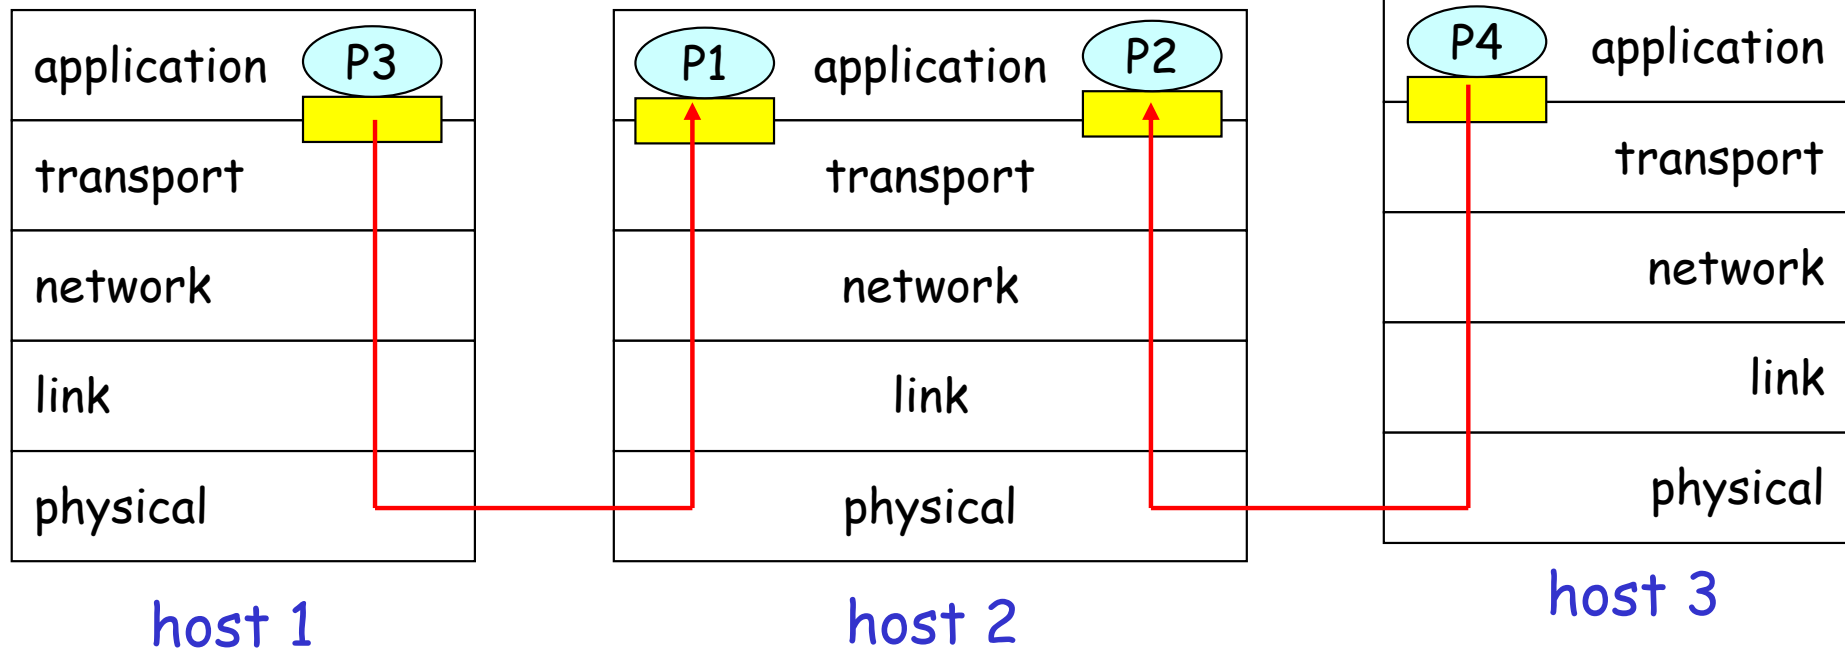 application
P3
transport
network
link
physical
host 1
P1
application
P2
transport
network
link
physical
host 2
P4
application
transport
network
link
physical
host 3